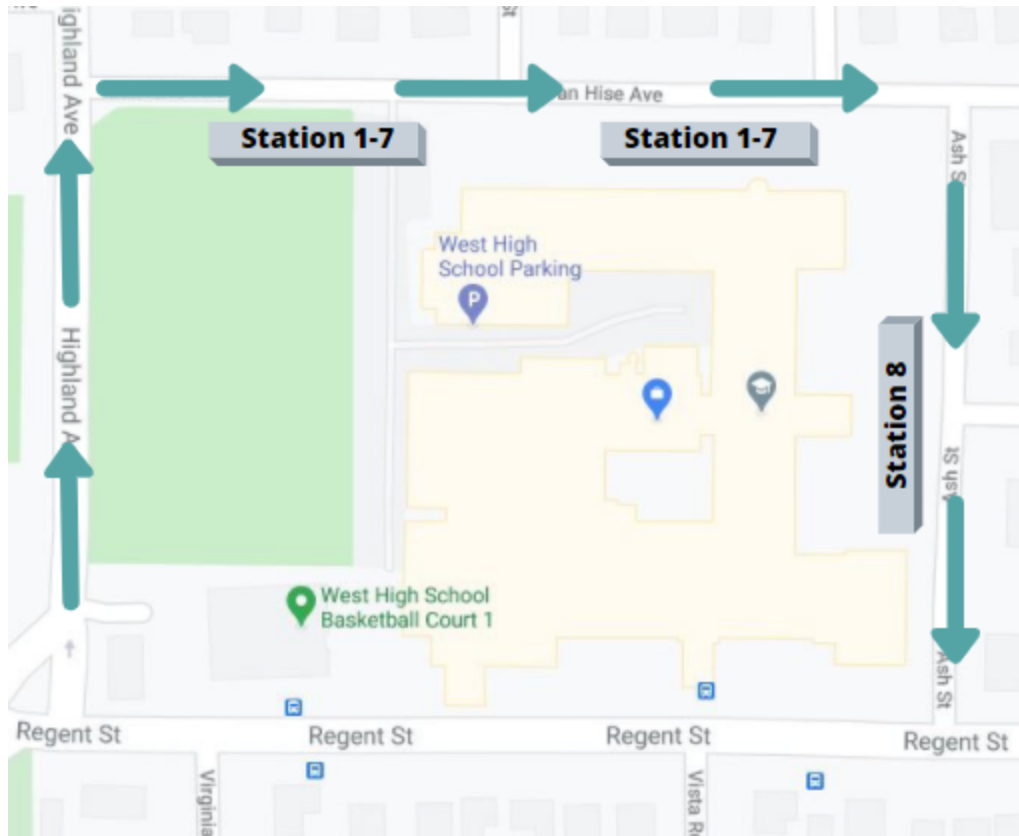 ighland Ave
St
an Hise Ave
Station 1-7
Station 1-7
Ash S
West High
School Parking
P
Highland A
Station 8
Ash St
West High School
Basketball Court 1
Ash St
Regent St
Regent St
Regent St
Regent St
Virginia
Vista R